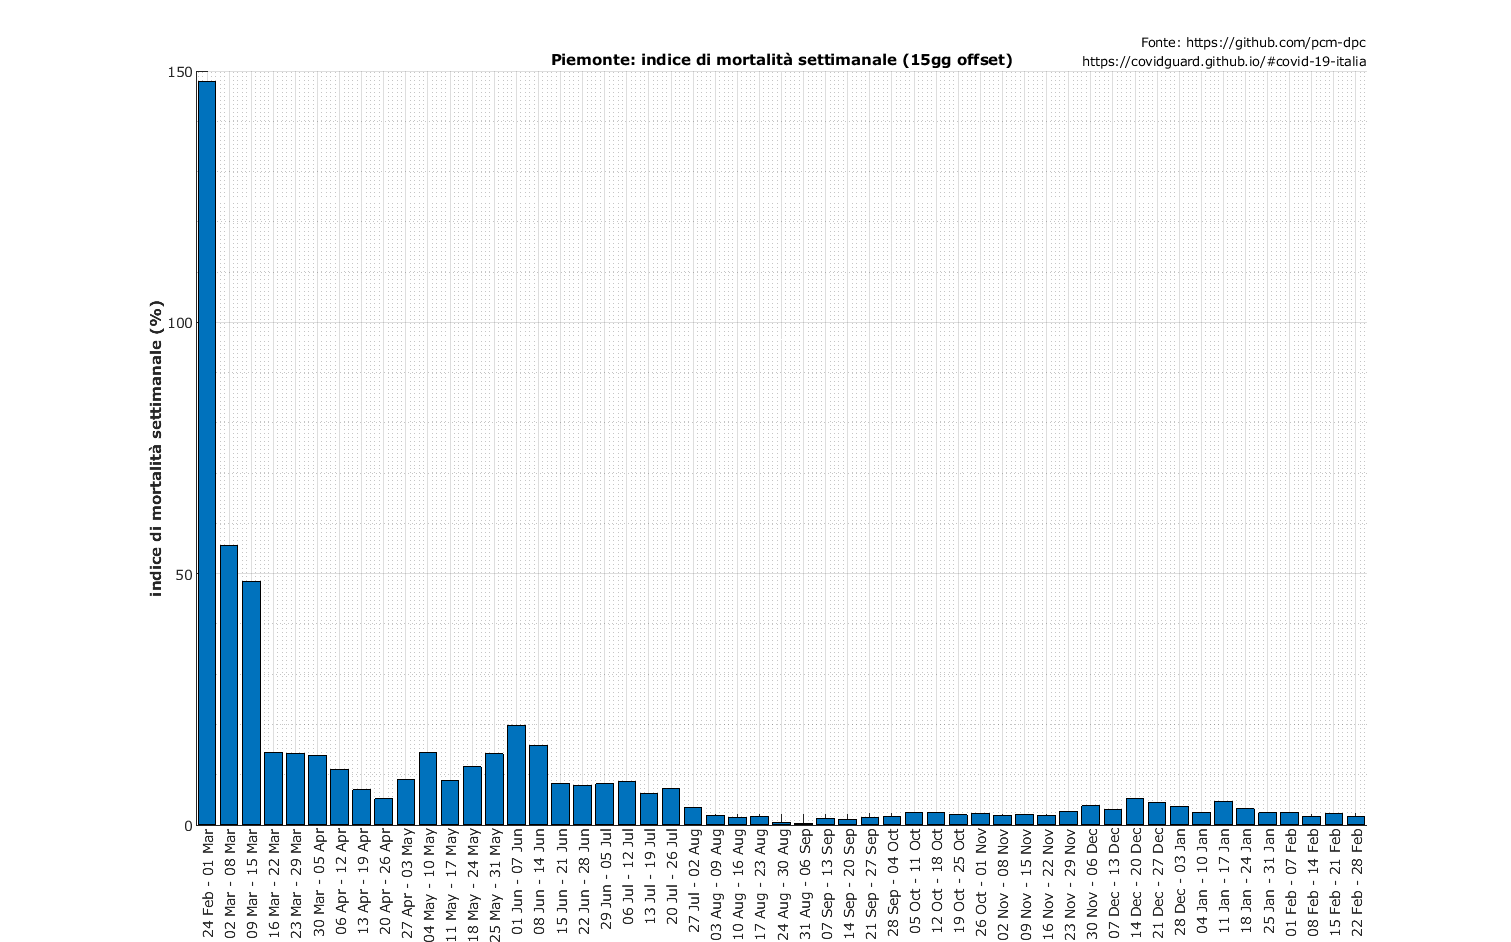 Fonte: https://github.com/pcm-dpc
Piemonte: indice di mortalità settimanale (15gg offset)
https://covidguard.github.io/#covid-19-italia
indice di mortalità settimanale (%)
150
100
50
0
24 Feb - 01 Mar
02 Mar - 08 Mar
09 Mar - 15 Mar
16 Mar - 22 Mar
23 Mar - 29 Mar
30 Mar - 05 Apr
06 Apr - 12 Apr
13 Apr - 19 Apr
20 Apr - 26 Apr
27 Apr - 03 May
04 May - 10 May
11 May - 17 May
18 May - 24 May
25 May - 31 May
01 Jun - 07 Jun
08 Jun - 14 Jun
15 Jun - 21 Jun
22 Jun - 28 Jun
29 Jun - 05 Jul
06 Jul - 12 Jul
13 Jul - 19 Jul
20 Jul - 26 Jul
27 Jul - 02 Aug
03 Aug - 09 Aug
10 Aug - 16 Aug
17 Aug - 23 Aug
24 Aug - 30 Aug
31 Aug - 06 Sep
07 Sep - 13 Sep
14 Sep - 20 Sep
21 Sep - 27 Sep
28 Sep - 04 Oct
05 Oct - 11 Oct
12 Oct - 18 Oct
19 Oct - 25 Oct
26 Oct - 01 Nov
02 Nov - 08 Nov
09 Nov - 15 Nov
16 Nov - 22 Nov
23 Nov - 29 Nov
30 Nov - 06 Dec
07 Dec - 13 Dec
14 Dec - 20 Dec
21 Dec - 27 Dec
28 Dec - 03 Jan
04 Jan - 10 Jan
11 Jan - 17 Jan
18 Jan - 24 Jan
25 Jan - 31 Jan
01 Feb - 07 Feb
08 Feb - 14 Feb
15 Feb - 21 Feb
22 Feb - 28 Feb